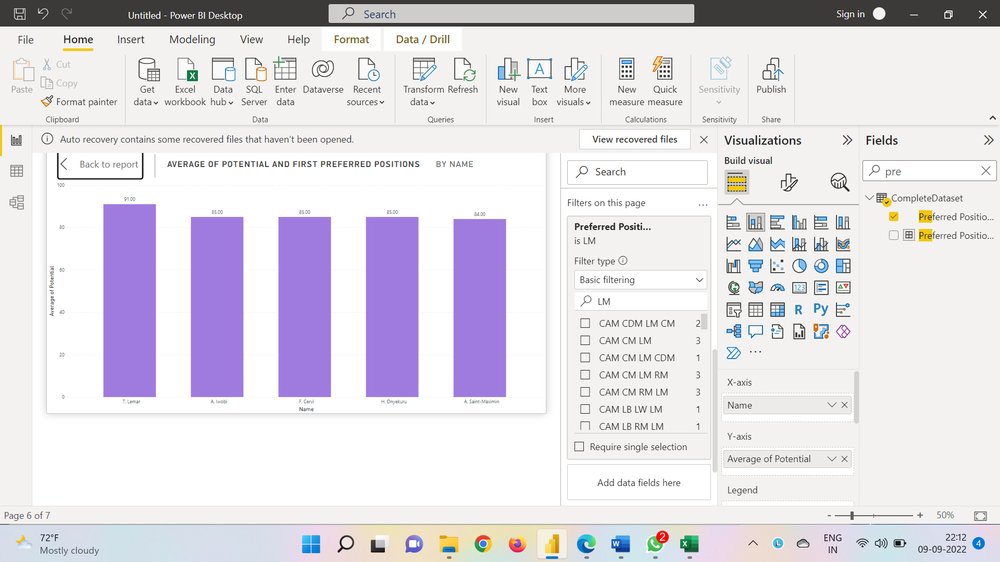 Untitled - Power BI Desktop
Search
Sign in
File
Home
Insert
Modeling
View
Help
Format
Data / Drill
Paste
Cut
Copy
Format painter
Clipboard
Get data
Excel workbook
Data hub
SQL Server
Enter data
Dataverse
Recent sources
Data
Transform data
Refresh
Queries
New visual
Text box
More visuals
Insert
New measure
Quick measure
Calculations
Sensitivity
Sensitivity
Publish
Share
Auto recovery contains some recovered files that haven't been opened.
View recovered files
Back to report
AVERAGE OF POTENTIAL AND FIRST PREFERRED POSITIONS
BY NAME
100
80
60
40
20
0
Average of Potential
91.00
85.00
85.00
85.00
84.00
T. Lemar
A. Iwobi
F. Cervi
H. Onyekuru
A. Saint-Maximin
Name
Search
Filters on this page
...
Preferred Positi...
is LM
Filter type
Basic filtering
LM
CAM CDM LM CM 2
CAM CM LM 3
CAM CM LM CDM 1
CAM CM LM RM 3
CAM CM RM LM 3
CAM LB LW LM 1
CAM LB RM LM 1
Require single selection
Add data fields here
Visualizations
Build visual
123
R
Py
...
X-axis
Name
Y-axis
Average of Potential
Legend
Fields
pre
CompleteDataset
Preferred Positio...
Preferred Positio...
Page 6 of 7
- + 50%
72°F
Mostly cloudy
2
ENG
IN
22:12
09-09-2022
4